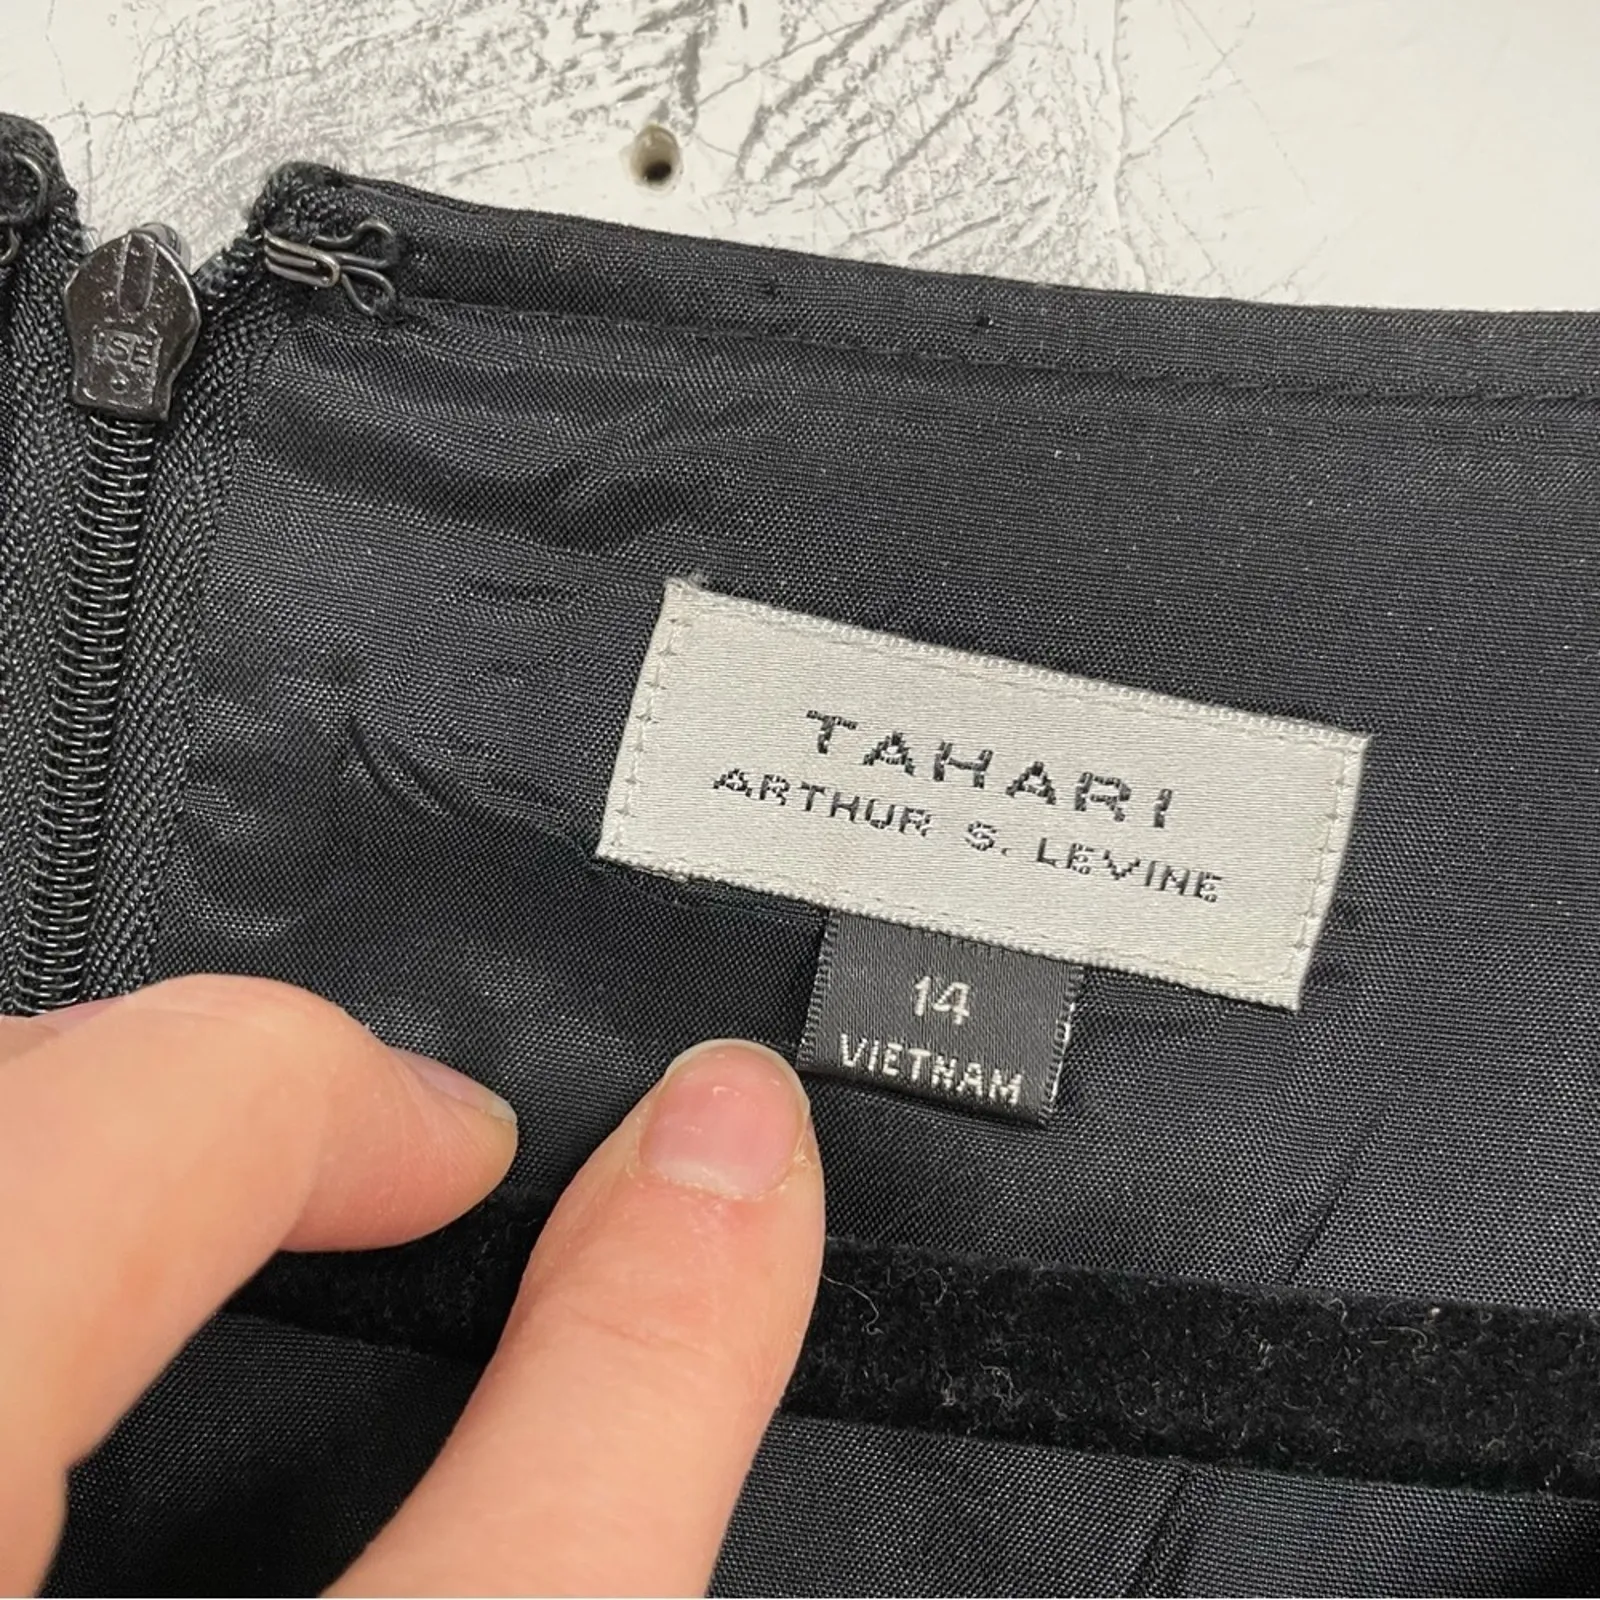 TAHARI
ARTHUR S. LEVINE
14
VIETNAM